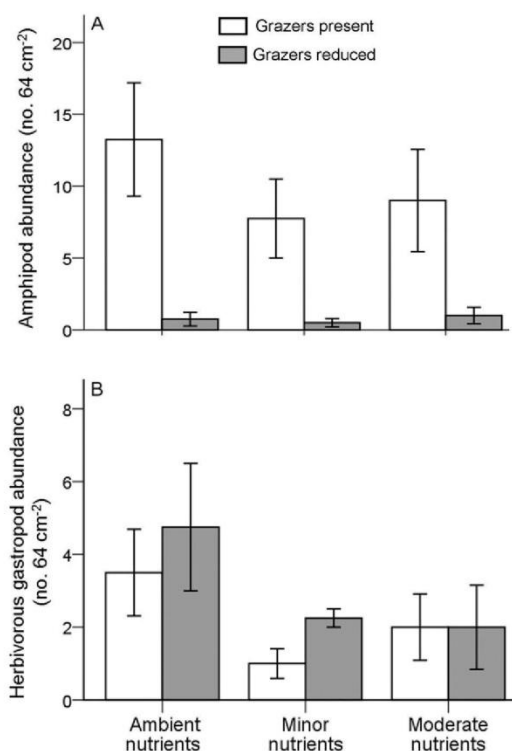 A
Grazers present
Grazers reduced
Amphipod abundance (no. 64 cm⁻²)
20
15
10
5
0
B
Herbivorous gastropod abundance
(no. 64 cm⁻²)
8
6
4
2
0
Ambient
nutrients
Minor
nutrients
Moderate
nutrients